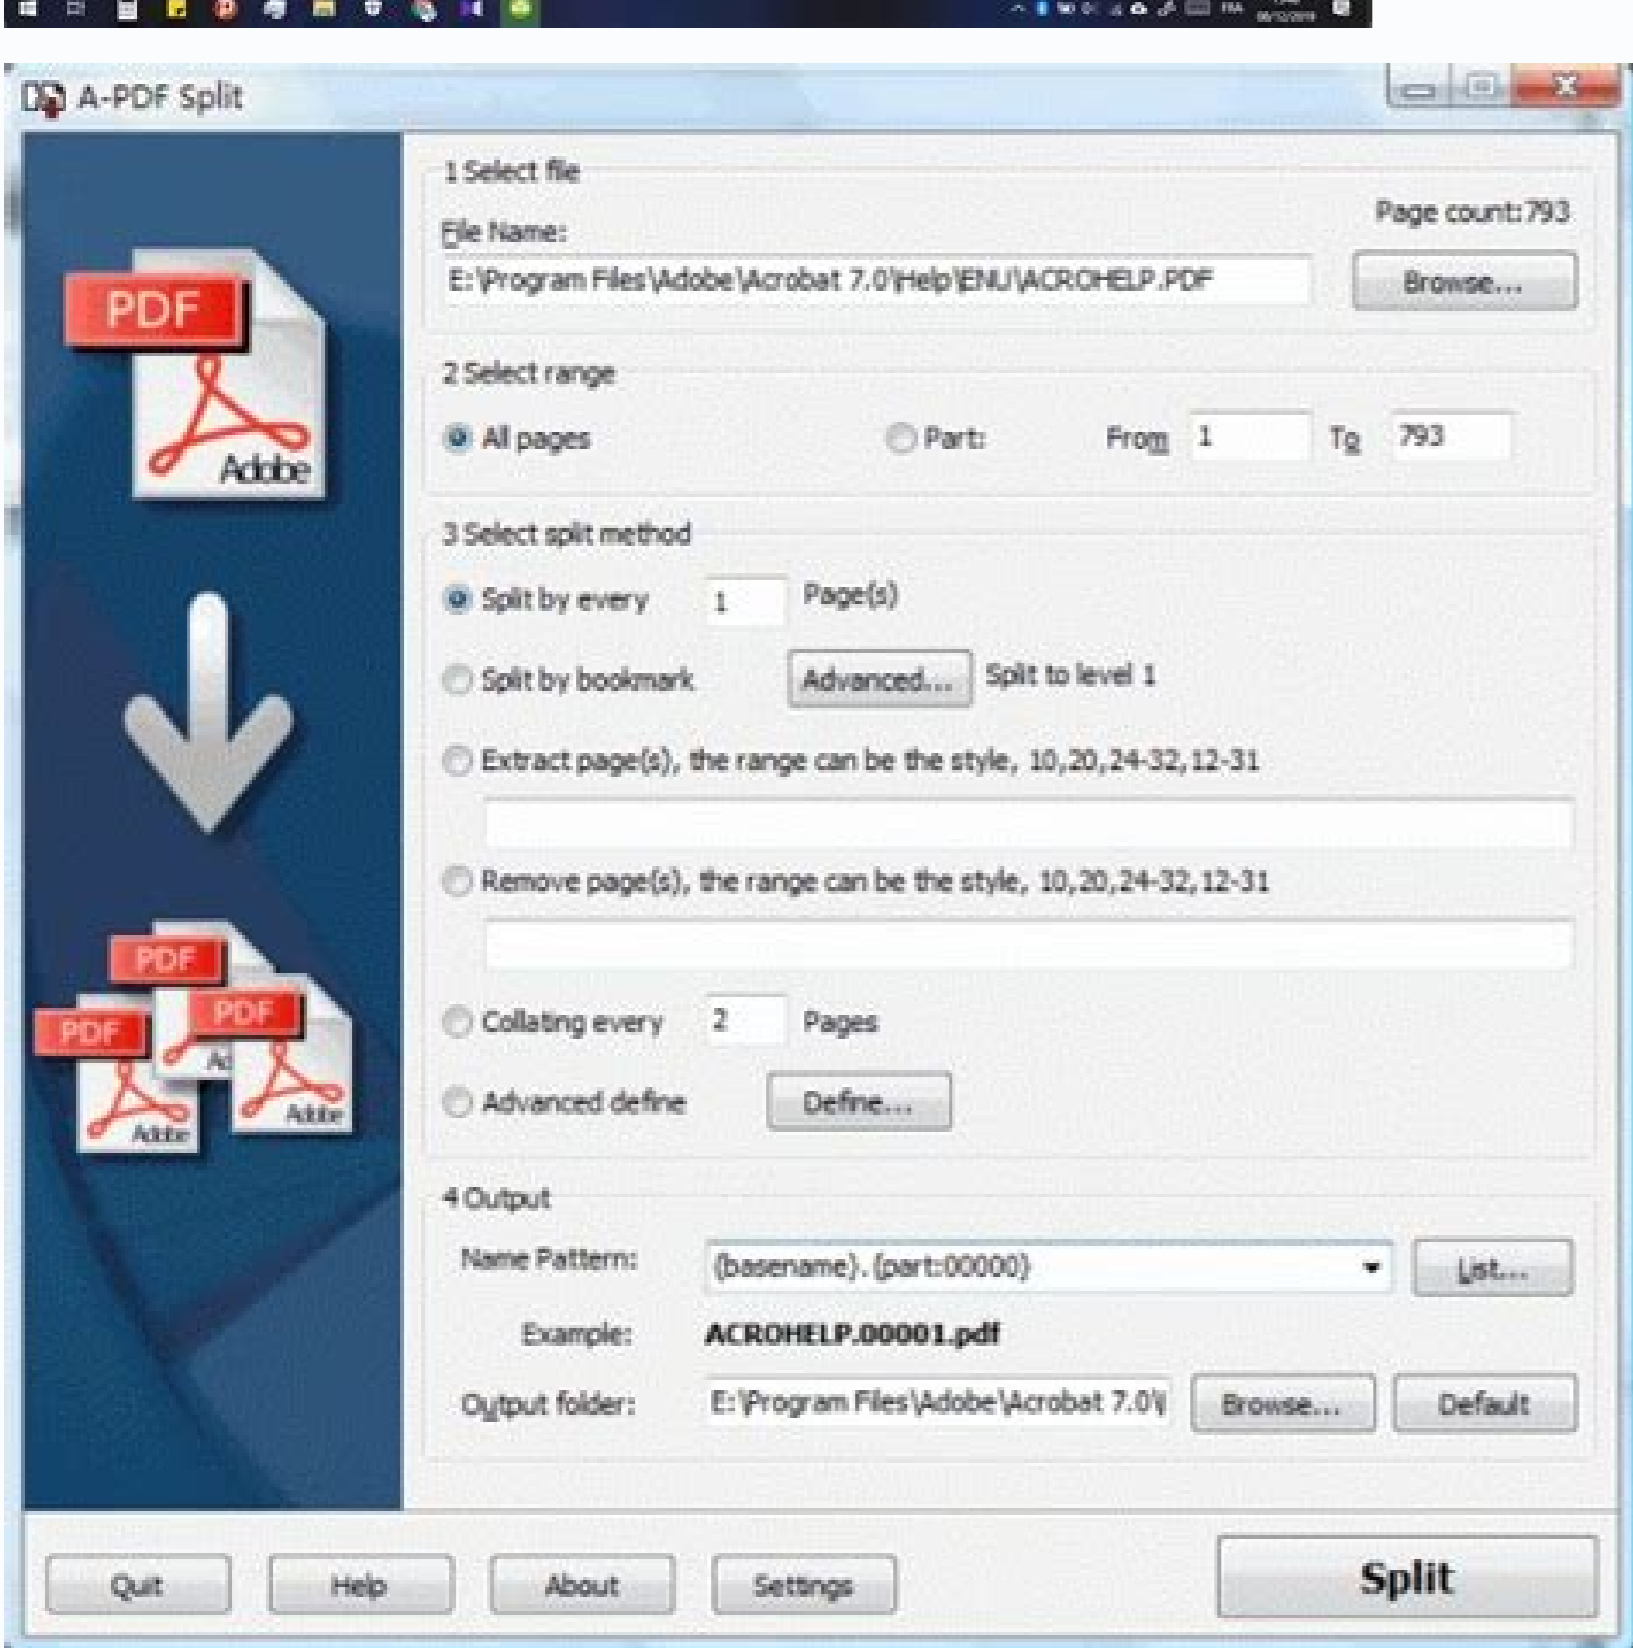 FRA
A-PDF Split
1 Select file
Page count:793
File Name:
E:\Program Files\Adobe\Acrobat 7.0\Help\ENU\ACROHELP.PDF
Browse...
2 Select range
All pages
Part:
From 1
To 793
3 Select split method
Split by every 1 Page(s)
Split by bookmark Advanced... Split to level 1
Extract page(s), the range can be the style, 10,20,24-32,12-31
Remove page(s), the range can be the style, 10,20,24-32,12-31
Collating every 2 Pages
Advanced define Define...
4 Output
Name Pattern: {basename}.{part:00000} List...
Example: ACROHELP.00001.pdf
Output folder: E:\Program Files\Adobe\Acrobat 7.0\ Browse... Default
Quit Help About Settings Split
PDF
Adobe
PDF
PDF
PDF
Adobe
Adobe